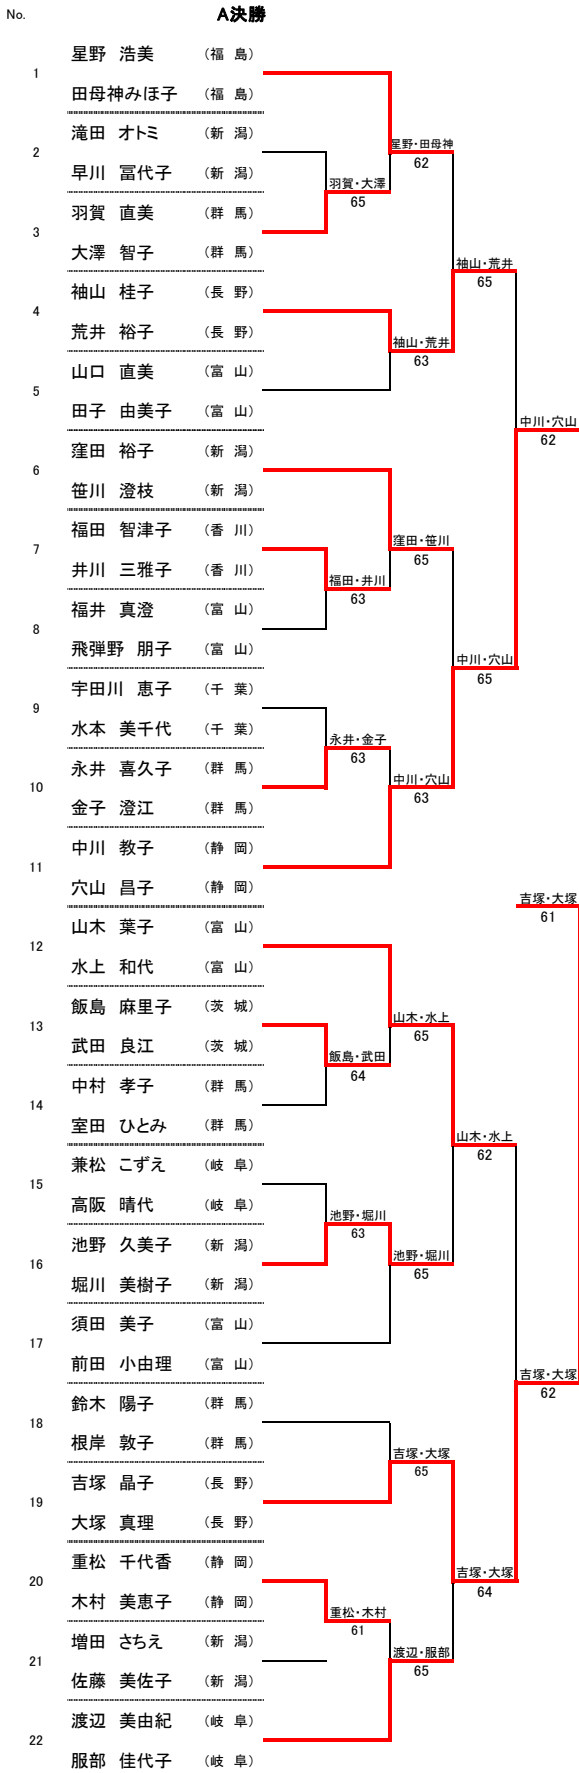 No.
A決勝
1
星野 浩美 （福 島）
田母神みほ子 （福 島）
2
滝田 オトミ （新 潟）
早川 冨代子 （新 潟）
3
羽賀 直美 （群 馬）
大澤 智子 （群 馬）
4
袖山 桂子 （長 野）
荒井 裕子 （長 野）
5
山口 直美 （富 山）
田子 由美子 （富 山）
6
窪田 裕子 （新 潟）
笹川 澄枝 （新 潟）
7
福田 智津子 （香 川）
井川 三雅子 （香 川）
8
福井 真澄 （富 山）
飛弾野 朋子 （富 山）
9
宇田川 恵子 （千 葉）
水本 美千代 （千 葉）
10
永井 喜久子 （群 馬）
金子 澄江 （群 馬）
11
中川 教子 （静 岡）
穴山 昌子 （静 岡）
12
山木 葉子 （富 山）
水上 和代 （富 山）
13
飯島 麻里子 （茨 城）
武田 良江 （茨 城）
14
中村 孝子 （群 馬）
室田 ひとみ （群 馬）
15
兼松 こずえ （岐 阜）
高阪 晴代 （岐 阜）
16
池野 久美子 （新 潟）
堀川 美樹子 （新 潟）
17
須田 美子 （富 山）
前田 小由理 （富 山）
18
鈴木 陽子 （群 馬）
根岸 敦子 （群 馬）
19
吉塚 晶子 （長 野）
大塚 真理 （長 野）
20
重松 千代香 （静 岡）
木村 美恵子 （静 岡）
21
増田 さちえ （新 潟）
佐藤 美佐子 （新 潟）
22
渡辺 美由紀 （岐 阜）
服部 佳代子 （岐 阜）
羽賀・大澤
65
福田・井川
63
永井・金子
63
飯島・武田
64
池野・堀川
63
重松・木村
61
星野・田母神
62
袖山・荒井
63
窪田・笹川
65
中川・穴山
63
山木・水上
65
池野・堀川
65
吉塚・大塚
65
渡辺・服部
65
袖山・荒井
65
中川・穴山
65
山木・水上
62
吉塚・大塚
64
中川・穴山
62
吉塚・大塚
62
吉塚・大塚
61